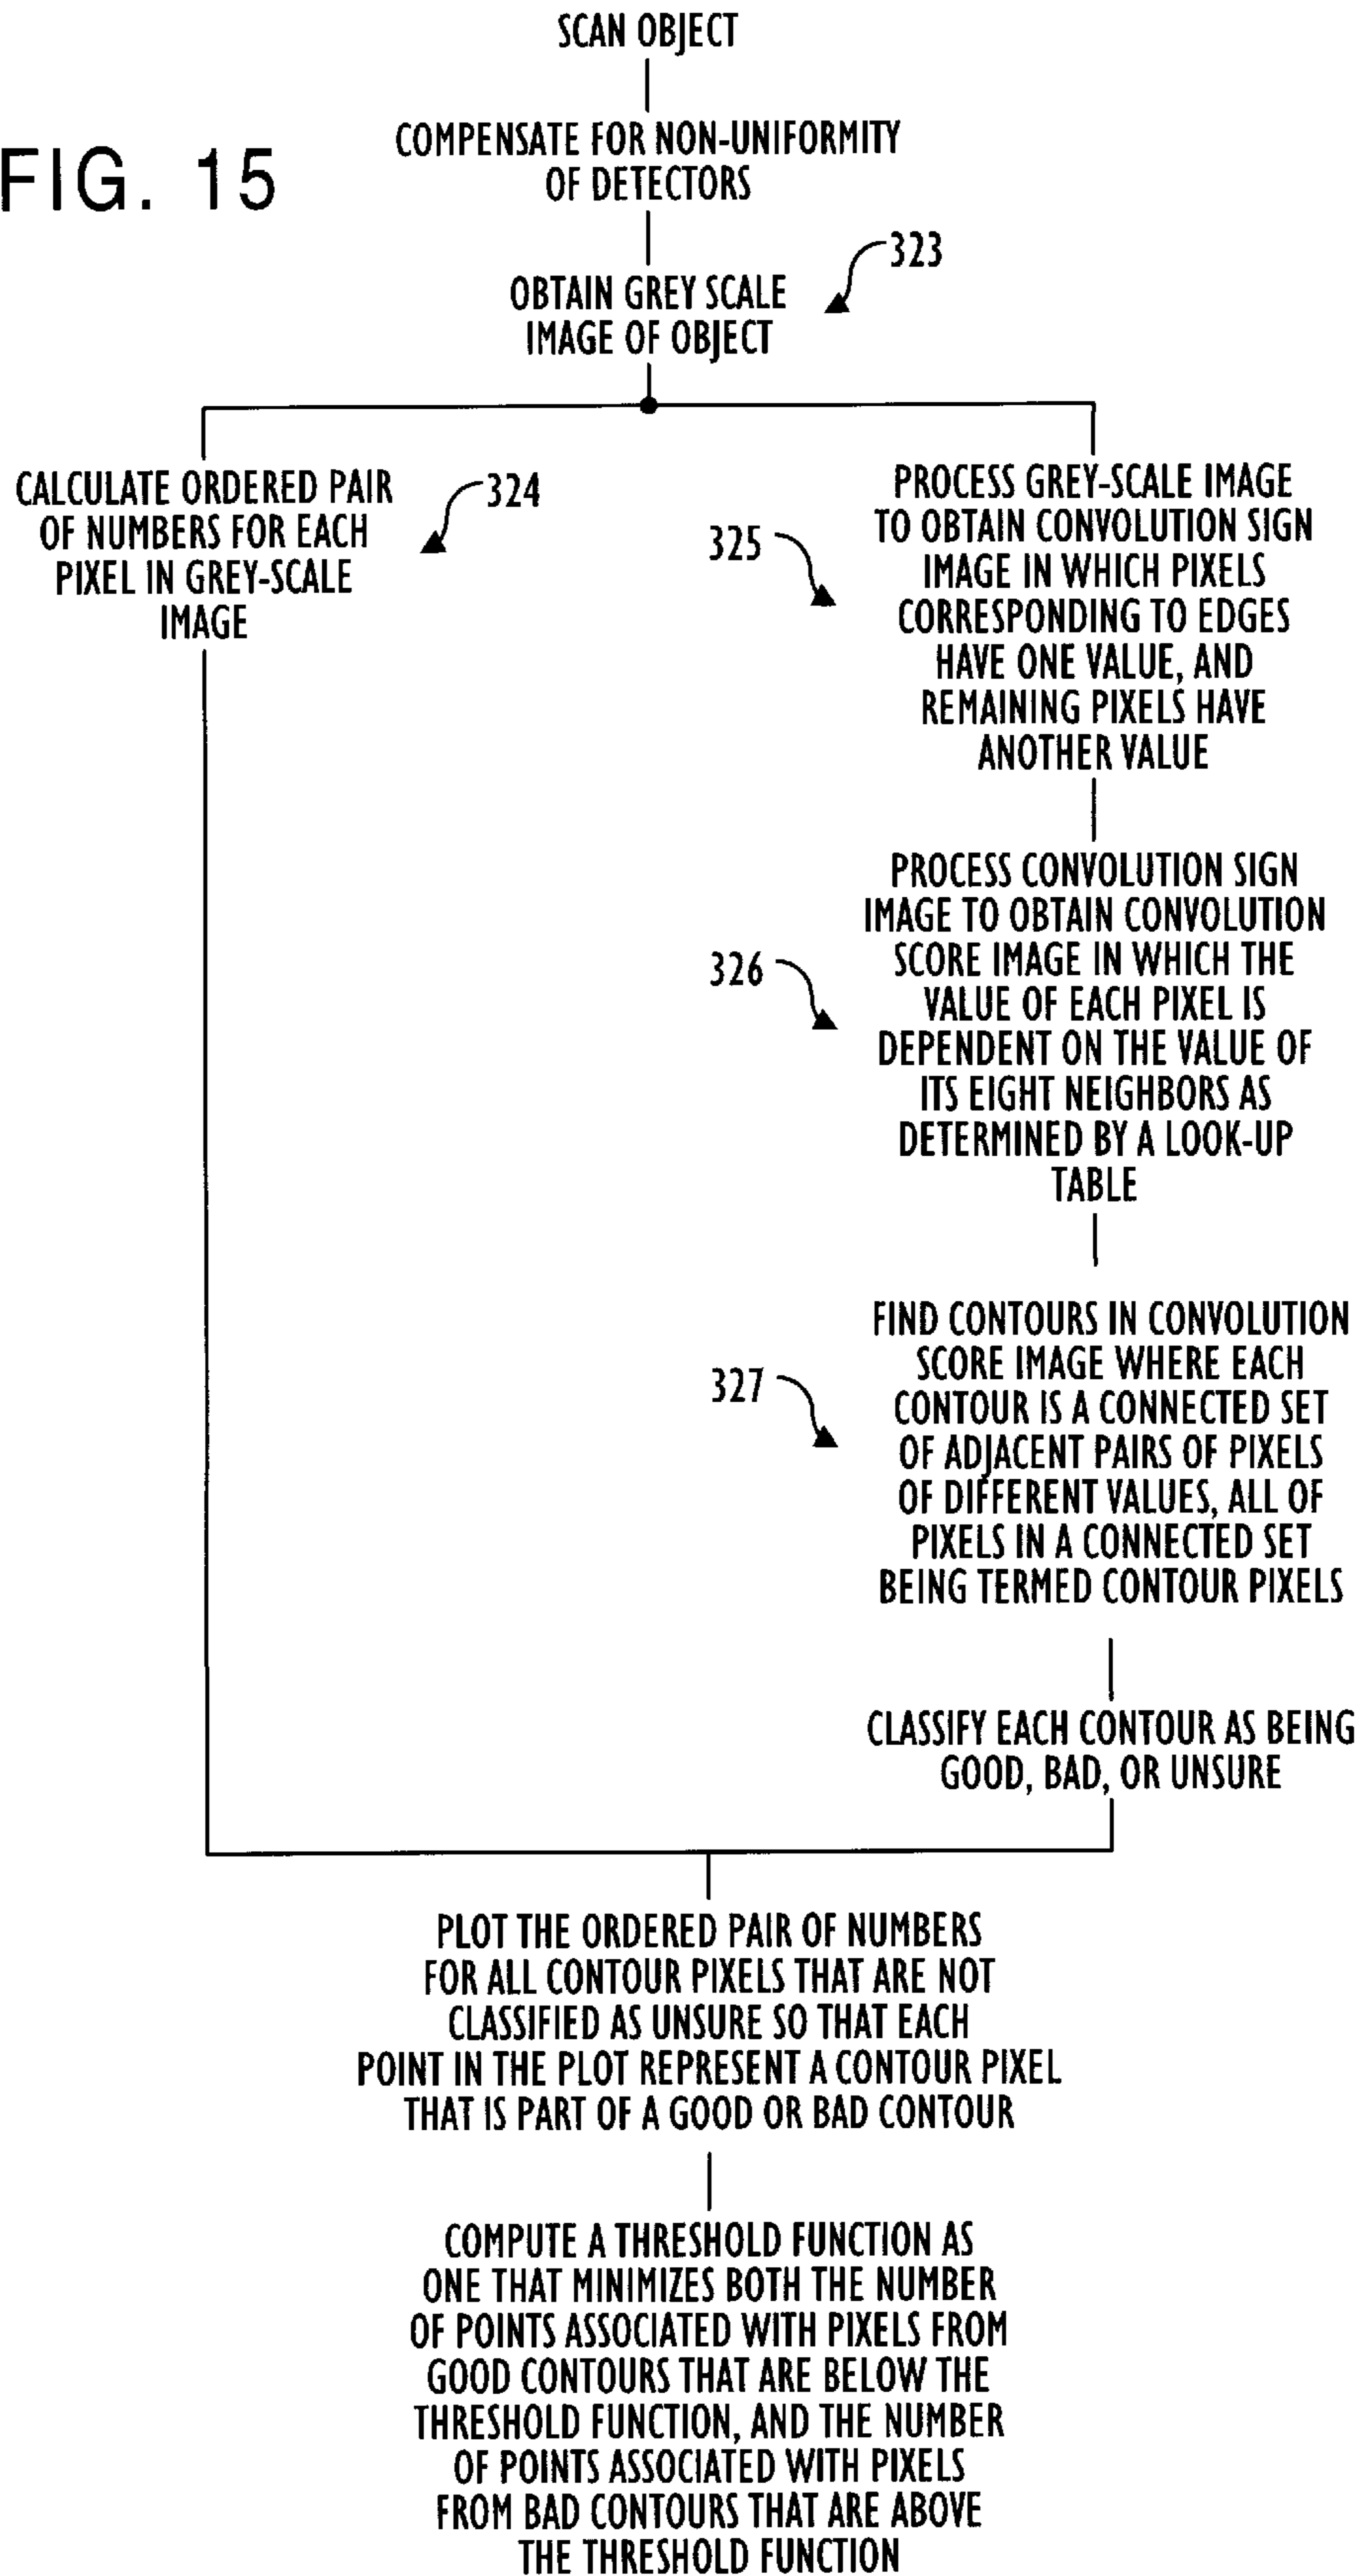 SCAN OBJECT
FIG. 15
COMPENSATE FOR NON-UNIFORMITY
OF DETECTORS
323
OBTAIN GREY SCALE
IMAGE OF OBJECT
CALCULATE ORDERED PAIR
OF NUMBERS FOR EACH
PIXEL IN GREY-SCALE
IMAGE
324
325
PROCESS GREY-SCALE IMAGE
TO OBTAIN CONVOLUTION SIGN
IMAGE IN WHICH PIXELS
CORRESPONDING TO EDGES
HAVE ONE VALUE, AND
REMAINING PIXELS HAVE
ANOTHER VALUE
326
PROCESS CONVOLUTION SIGN
IMAGE TO OBTAIN CONVOLUTION
SCORE IMAGE IN WHICH THE
VALUE OF EACH PIXEL IS
DEPENDENT ON THE VALUE OF
ITS EIGHT NEIGHBORS AS
DETERMINED BY A LOOK-UP
TABLE
327
FIND CONTOURS IN CONVOLUTION
SCORE IMAGE WHERE EACH
CONTOUR IS A CONNECTED SET
OF ADJACENT PAIRS OF PIXELS
OF DIFFERENT VALUES, ALL OF
PIXELS IN A CONNECTED SET
BEING TERMED CONTOUR PIXELS
CLASSIFY EACH CONTOUR AS BEING
GOOD, BAD, OR UNSURE
PLOT THE ORDERED PAIR OF NUMBERS
FOR ALL CONTOUR PIXELS THAT ARE NOT
CLASSIFIED AS UNSURE SO THAT EACH
POINT IN THE PLOT REPRESENT A CONTOUR PIXEL
THAT IS PART OF A GOOD OR BAD CONTOUR
COMPUTE A THRESHOLD FUNCTION AS
ONE THAT MINIMIZES BOTH THE NUMBER
OF POINTS ASSOCIATED WITH PIXELS FROM
GOOD CONTOURS THAT ARE BELOW THE
THRESHOLD FUNCTION, AND THE NUMBER
OF POINTS ASSOCIATED WITH PIXELS
FROM BAD CONTOURS THAT ARE ABOVE
THE THRESHOLD FUNCTION